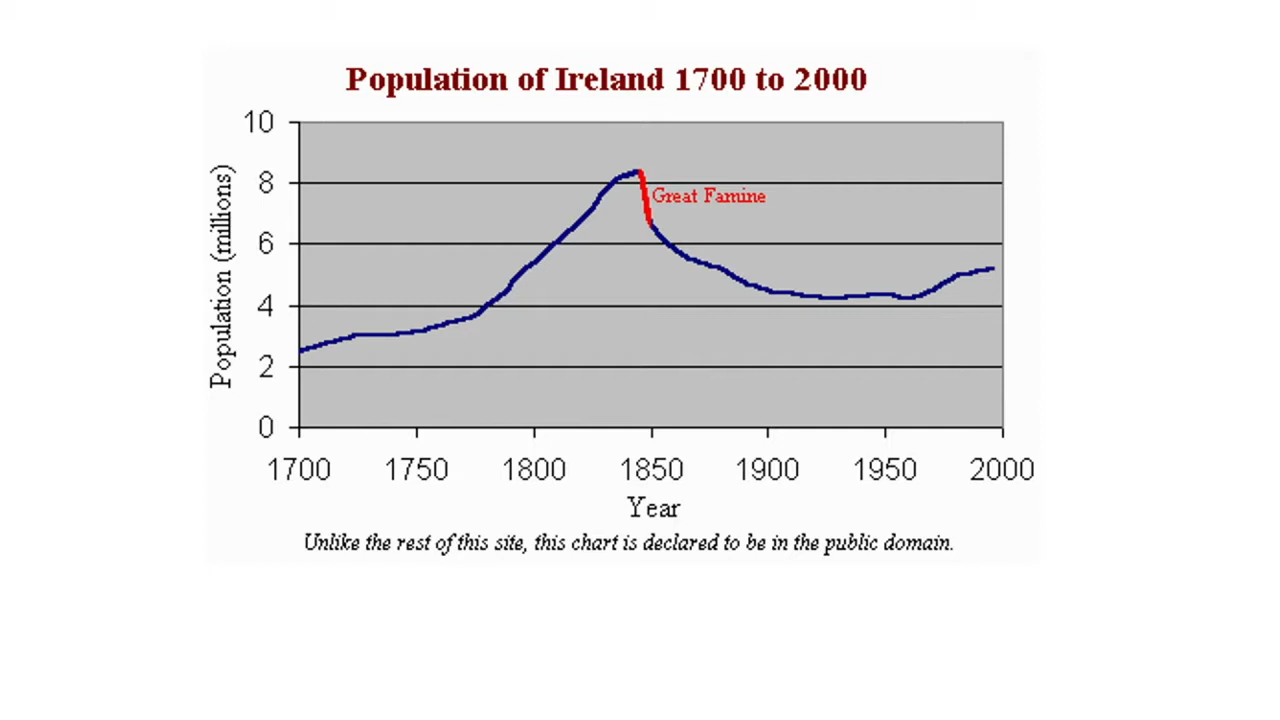 Population of Ireland 1700 to 2000
10
8
6
4
2
0
Population (millions)
Great Famine
1700 1750 1800 1850 1900 1950 2000
Year
Unlike the rest of this site, this chart is declared to be in the public domain.